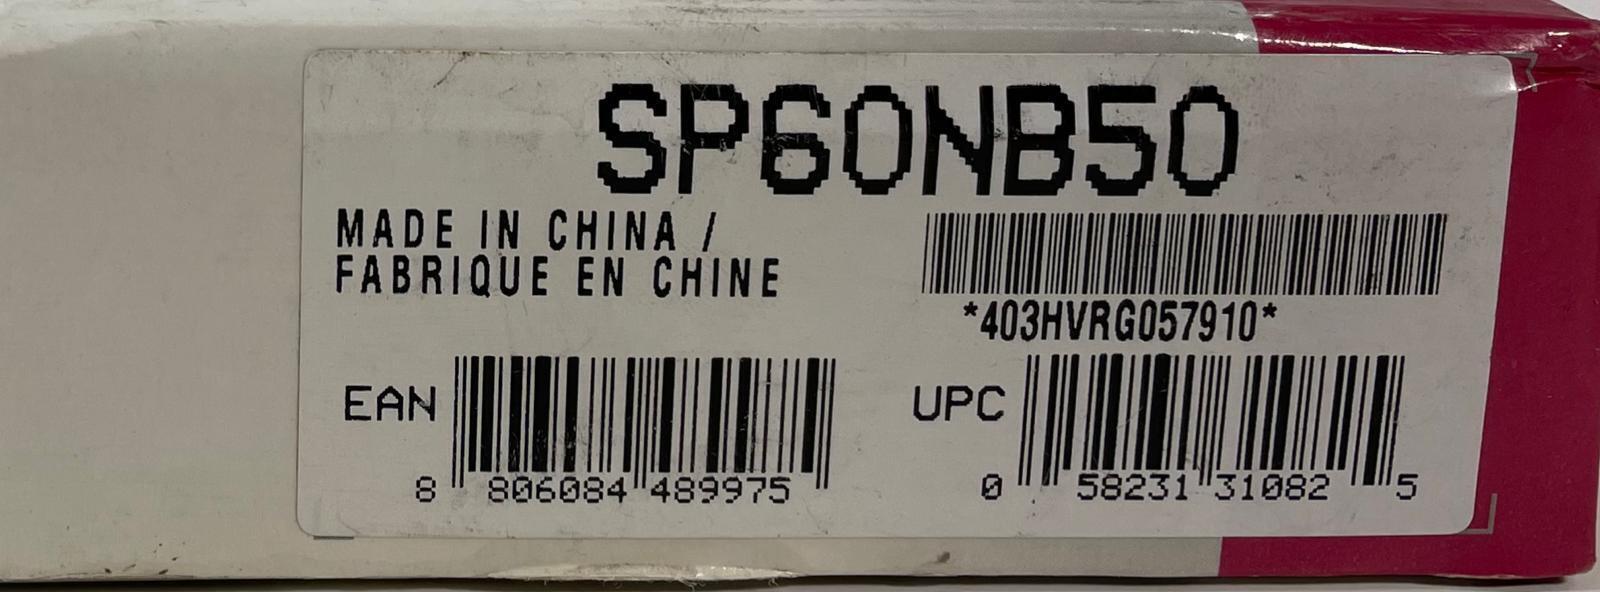 SP60NB50
MADE IN CHINA /
FABRIQUE EN CHINE
*403HVRG057910*
EAN
8 806084 489975
UPC
0 58231 31082 5